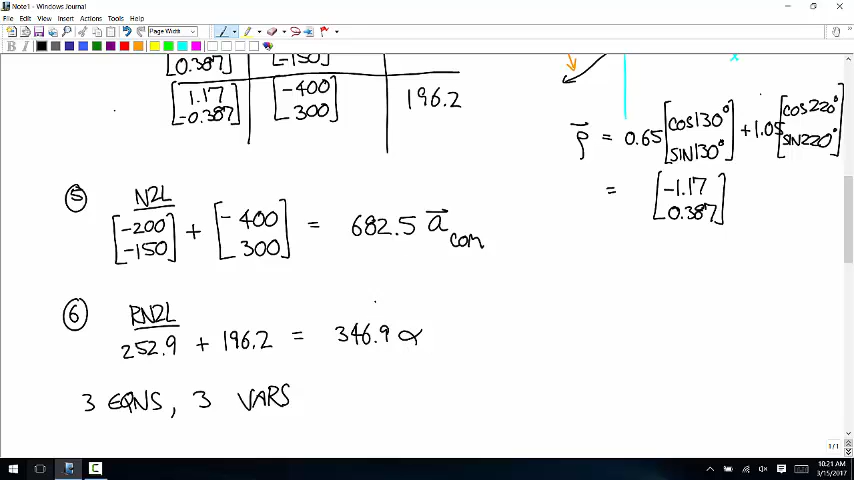 Note1 - Windows Journal
File Edit View Insert Actions Tools Help
Page Width
B I
0.387] [-150]
[1.17 -0.387] [-400 300] 196.2
ρ⃗ = 0.65 [COS130° SIN130°] + 1.05 [COS220° SIN220°]
= [-1.17 0.387]
⑤ N2L
[-200 -150] + [-400 300] = 682.5 a⃗ com
⑥ RN2L
252.9 + 196.2 = 346.9 α
3 EQNS, 3 VARS
1/1
10:21 AM
3/15/2017